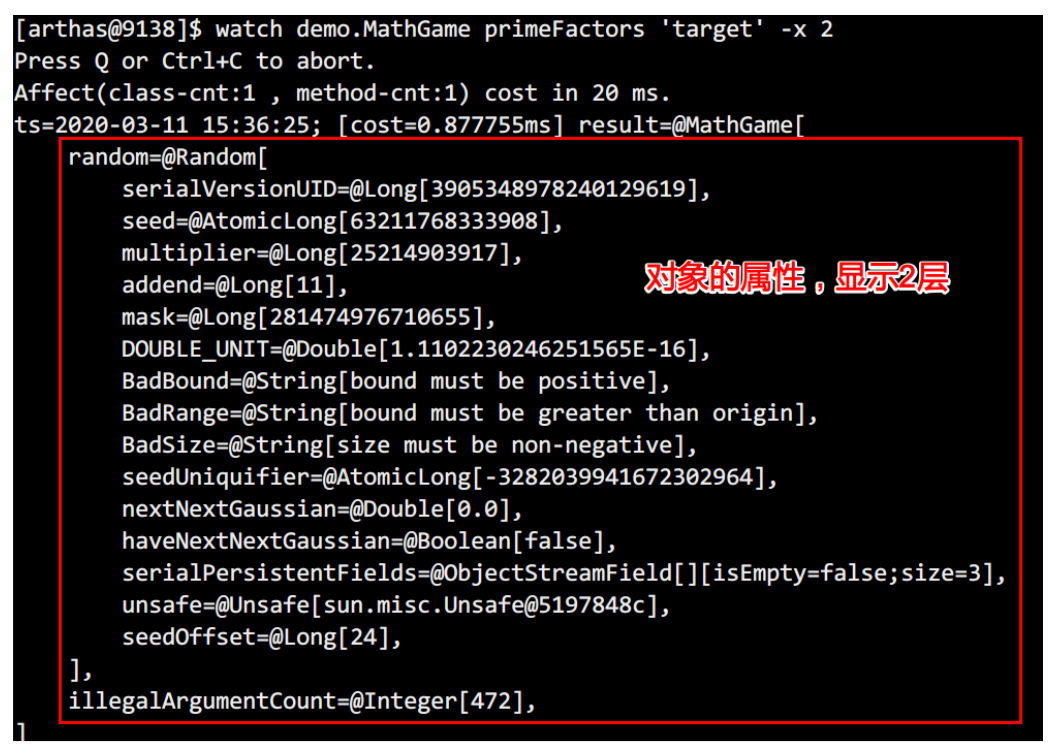 [arthas@9138]$ watch demo.MathGame primeFactors 'target' -x 2
Press Q or Ctrl+C to abort.
Affect(class-cnt:1 , method-cnt:1) cost in 20 ms.
ts=2020-03-11 15:36:25; [cost=0.877755ms] result=@MathGame[
    random=@Random[
        serialVersionUID=@Long[3905348978240129619],
        seed=@AtomicLong[63211768333908],
        multiplier=@Long[25214903917],
        addend=@Long[11],
        mask=@Long[281474976710655],
        DOUBLE_UNIT=@Double[1.1102230246251565E-16],
        BadBound=@String[bound must be positive],
        BadRange=@String[bound must be greater than origin],
        BadSize=@String[size must be non-negative],
        seedUniquifier=@AtomicLong[-3282039941672302964],
        nextNextGaussian=@Double[0.0],
        haveNextNextGaussian=@Boolean[false],
        serialPersistentFields=@ObjectStreamField[][isEmpty=false;size=3],
        unsafe=@Unsafe[sun.misc.Unsafe@5197848c],
        seedOffset=@Long[24],
    ],
    illegalArgumentCount=@Integer[472],
]
对象的属性，显示2层